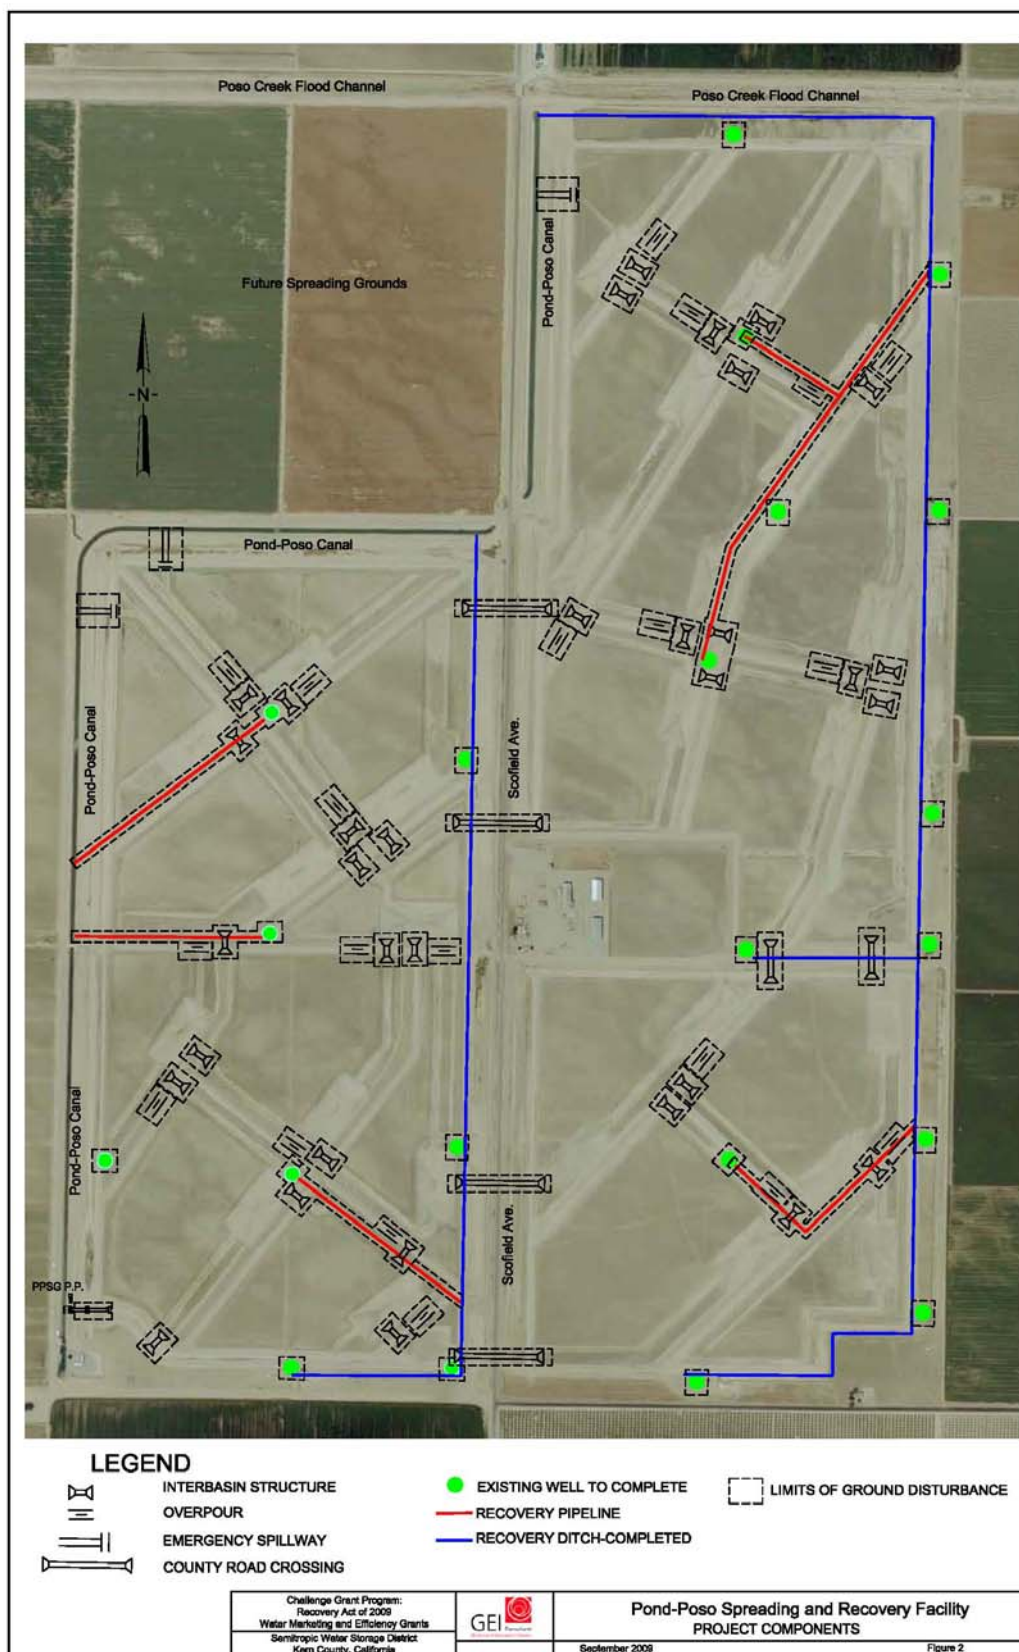 Poso Creek Flood Channel
Poso Creek Flood Channel
Pond-Poso Canal
Future Spreading Grounds
-N-
Pond-Poso Canal
Pond-Poso Canal
Scofield Ave.
Pond-Poso Canal
Scofield Ave.
PPSG P.P.
LEGEND
INTERBASIN STRUCTURE
OVERPOUR
EMERGENCY SPILLWAY
COUNTY ROAD CROSSING
EXISTING WELL TO COMPLETE
RECOVERY PIPELINE
RECOVERY DITCH-COMPLETED
LIMITS OF GROUND DISTURBANCE
Challenge Grant Program:
Recovery Act of 2009
Water Marketing and Efficiency Grants
Semitropic Water Storage District
Kern County, California
GEI
Pond-Poso Spreading and Recovery Facility
PROJECT COMPONENTS
September 2009
Figure 2